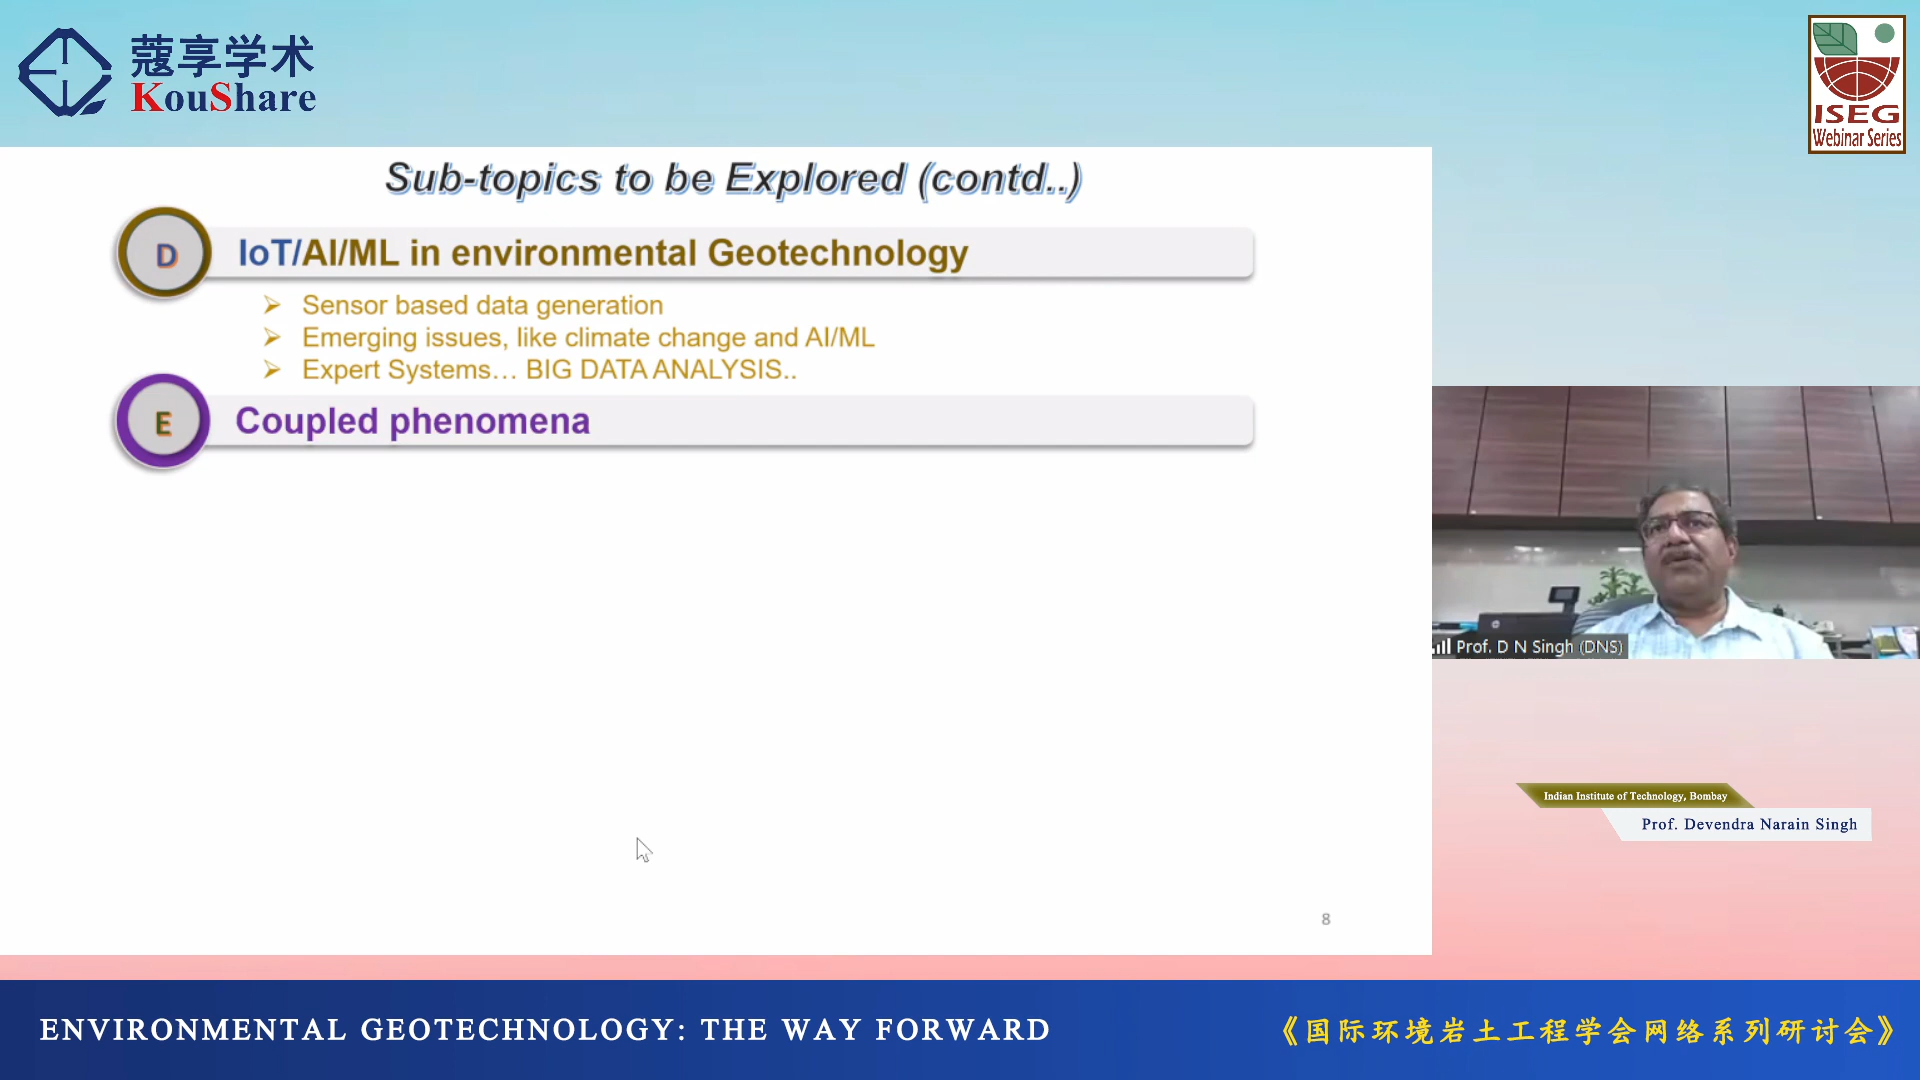 蔻享学术
KouShare
ISEG
Webinar Series
Sub-topics to be Explored (contd..)
D
IoT/AI/ML in environmental Geotechnology
Sensor based data generation
Emerging issues, like climate change and AI/ML
Expert Systems… BIG DATA ANALYSIS..
E
Coupled phenomena
Prof. D N Singh (DNS)
Indian Institute of Technology, Bombay
Prof. Devendra Narain Singh
8
ENVIRONMENTAL GEOTECHNOLOGY: THE WAY FORWARD
《国际环境岩土工程学会网络系列研讨会》